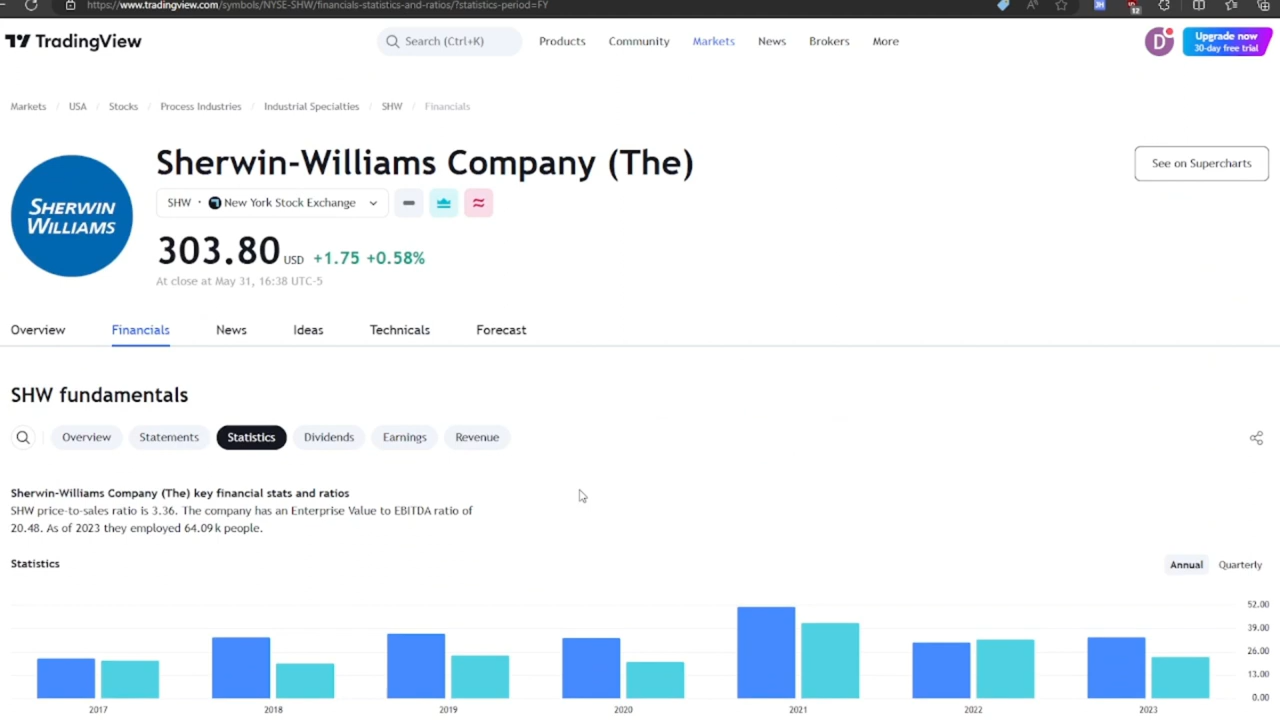 https://www.tradingview.com/symbols/NYSE-SHW/financials-statistics-and-ratios/?statistics-period=FY
12
TradingView
Search (Ctrl+K)
Products
Community
Markets
News
Brokers
More
D
Upgrade now
30-day free trial
Markets / USA / Stocks / Process Industries / Industrial Specialties / SHW / Financials
SHERWIN
WILLIAMS
Sherwin-Williams Company (The)
See on Supercharts
SHW • New York Stock Exchange
303.80 USD +1.75 +0.58%
At close at May 31, 16:38 UTC-5
Overview
Financials
News
Ideas
Technicals
Forecast
SHW fundamentals
Overview
Statements
Statistics
Dividends
Earnings
Revenue
Sherwin-Williams Company (The) key financial stats and ratios
SHW price-to-sales ratio is 3.36. The company has an Enterprise Value to EBITDA ratio of
20.48. As of 2023 they employed 64.09k people.
Statistics
Annual
Quarterly
52.00
39.00
26.00
13.00
0.00
2017
2018
2019
2020
2021
2022
2023